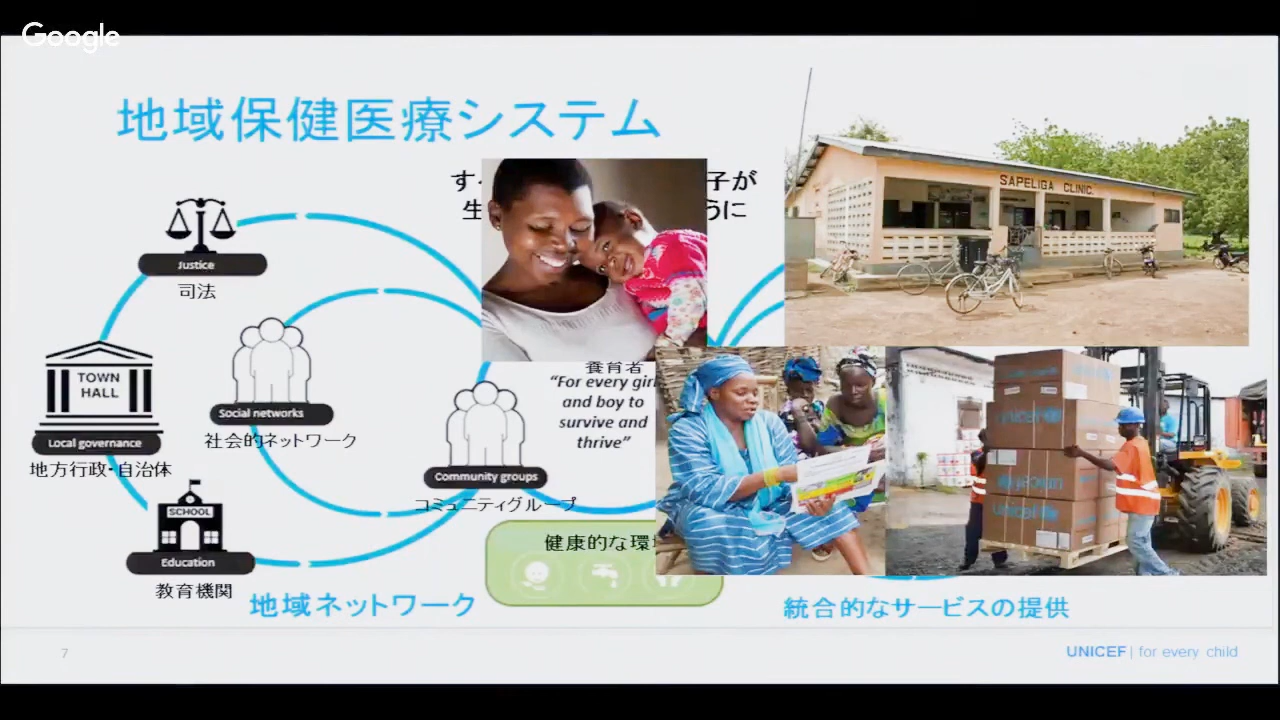 Google
地域保健医療システム
す
子が
生
うに
SAPELIGA CLINIC.
Justice
司法
TOWN
HALL
Local governance
地方行政・自治体
Social networks
社会的ネットワーク
Community groups
コミュニティグループ
SCHOOL
Education
教育機関
養育者
“For every girl
and boy to
survive and
thrive”
unicef
unicef
健康的な環
地域ネットワーク
統合的なサービスの提供
7
UNICEF | for every child